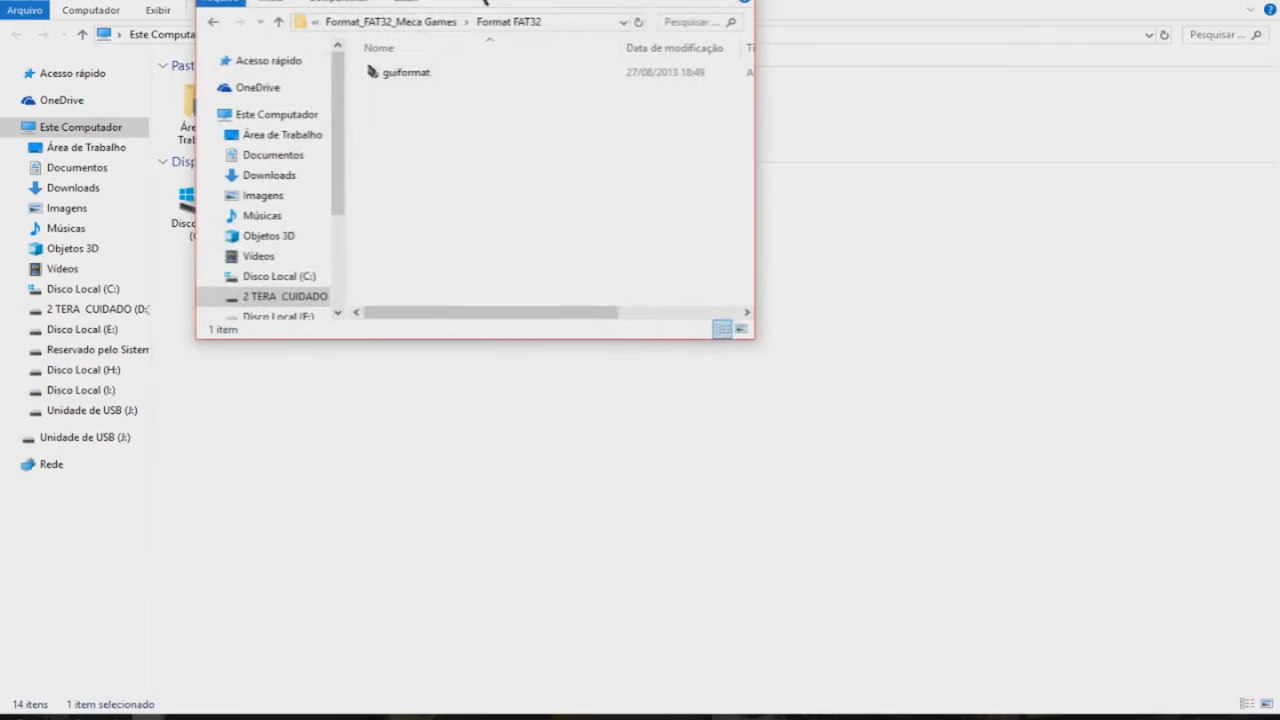 Arquivo Computador Exibir
Este Computa
Pesquisar ...
Acesso rápido
OneDrive
Este Computador
Área de Trabalho
Documentos
Downloads
Imagens
Músicas
Objetos 3D
Vídeos
Disco Local (C:)
2 TERA CUIDADO (D:)
Disco Local (E:)
Reservado pelo Sistem
Disco Local (H:)
Disco Local (I:)
Unidade de USB (J:)
Unidade de USB (J:)
Rede
Past
Áre
Trab
Disp
Disco
(
14 itens 1 item selecionado
« Format_FAT32_Meca Games › Format FAT32
Pesquisar ...
Acesso rápido
OneDrive
Este Computador
Área de Trabalho
Documentos
Downloads
Imagens
Músicas
Objetos 3D
Vídeos
Disco Local (C:)
2 TERA CUIDADO
Disco Local (E:)
Nome Data de modificação Ti
guiformat 27/08/2013 18:49 A
1 item